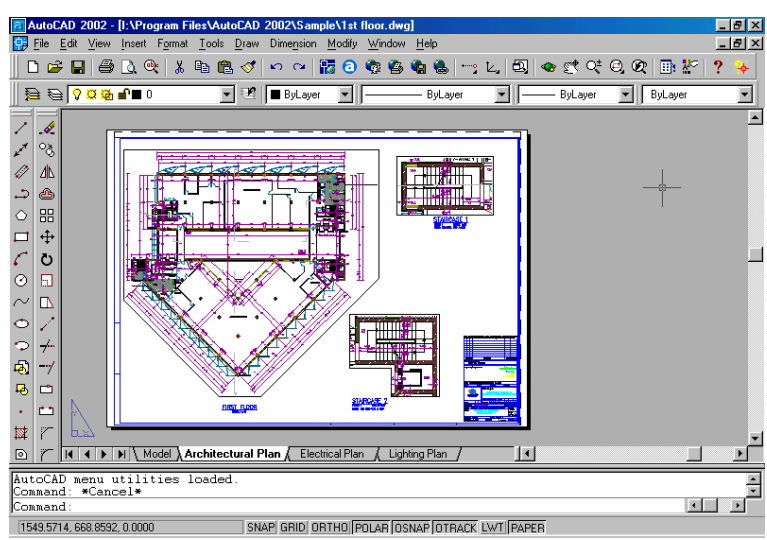 AutoCAD 2002 - [I:\Program Files\AutoCAD 2002\Sample\1st floor.dwg]
File Edit View Insert Format Tools Draw Dimension Modify Window Help
0 ByLayer ByLayer ByLayer ByLayer
STAIRCASE 1
STAIRCASE 2
FIRST FLOOR
Model Architectural Plan Electrical Plan Lighting Plan
AutoCAD menu utilities loaded.
Command: *Cancel*
Command:
1549.5714, 668.8592, 0.0000 SNAP GRID ORTHO POLAR OSNAP OTRACK LWT PAPER